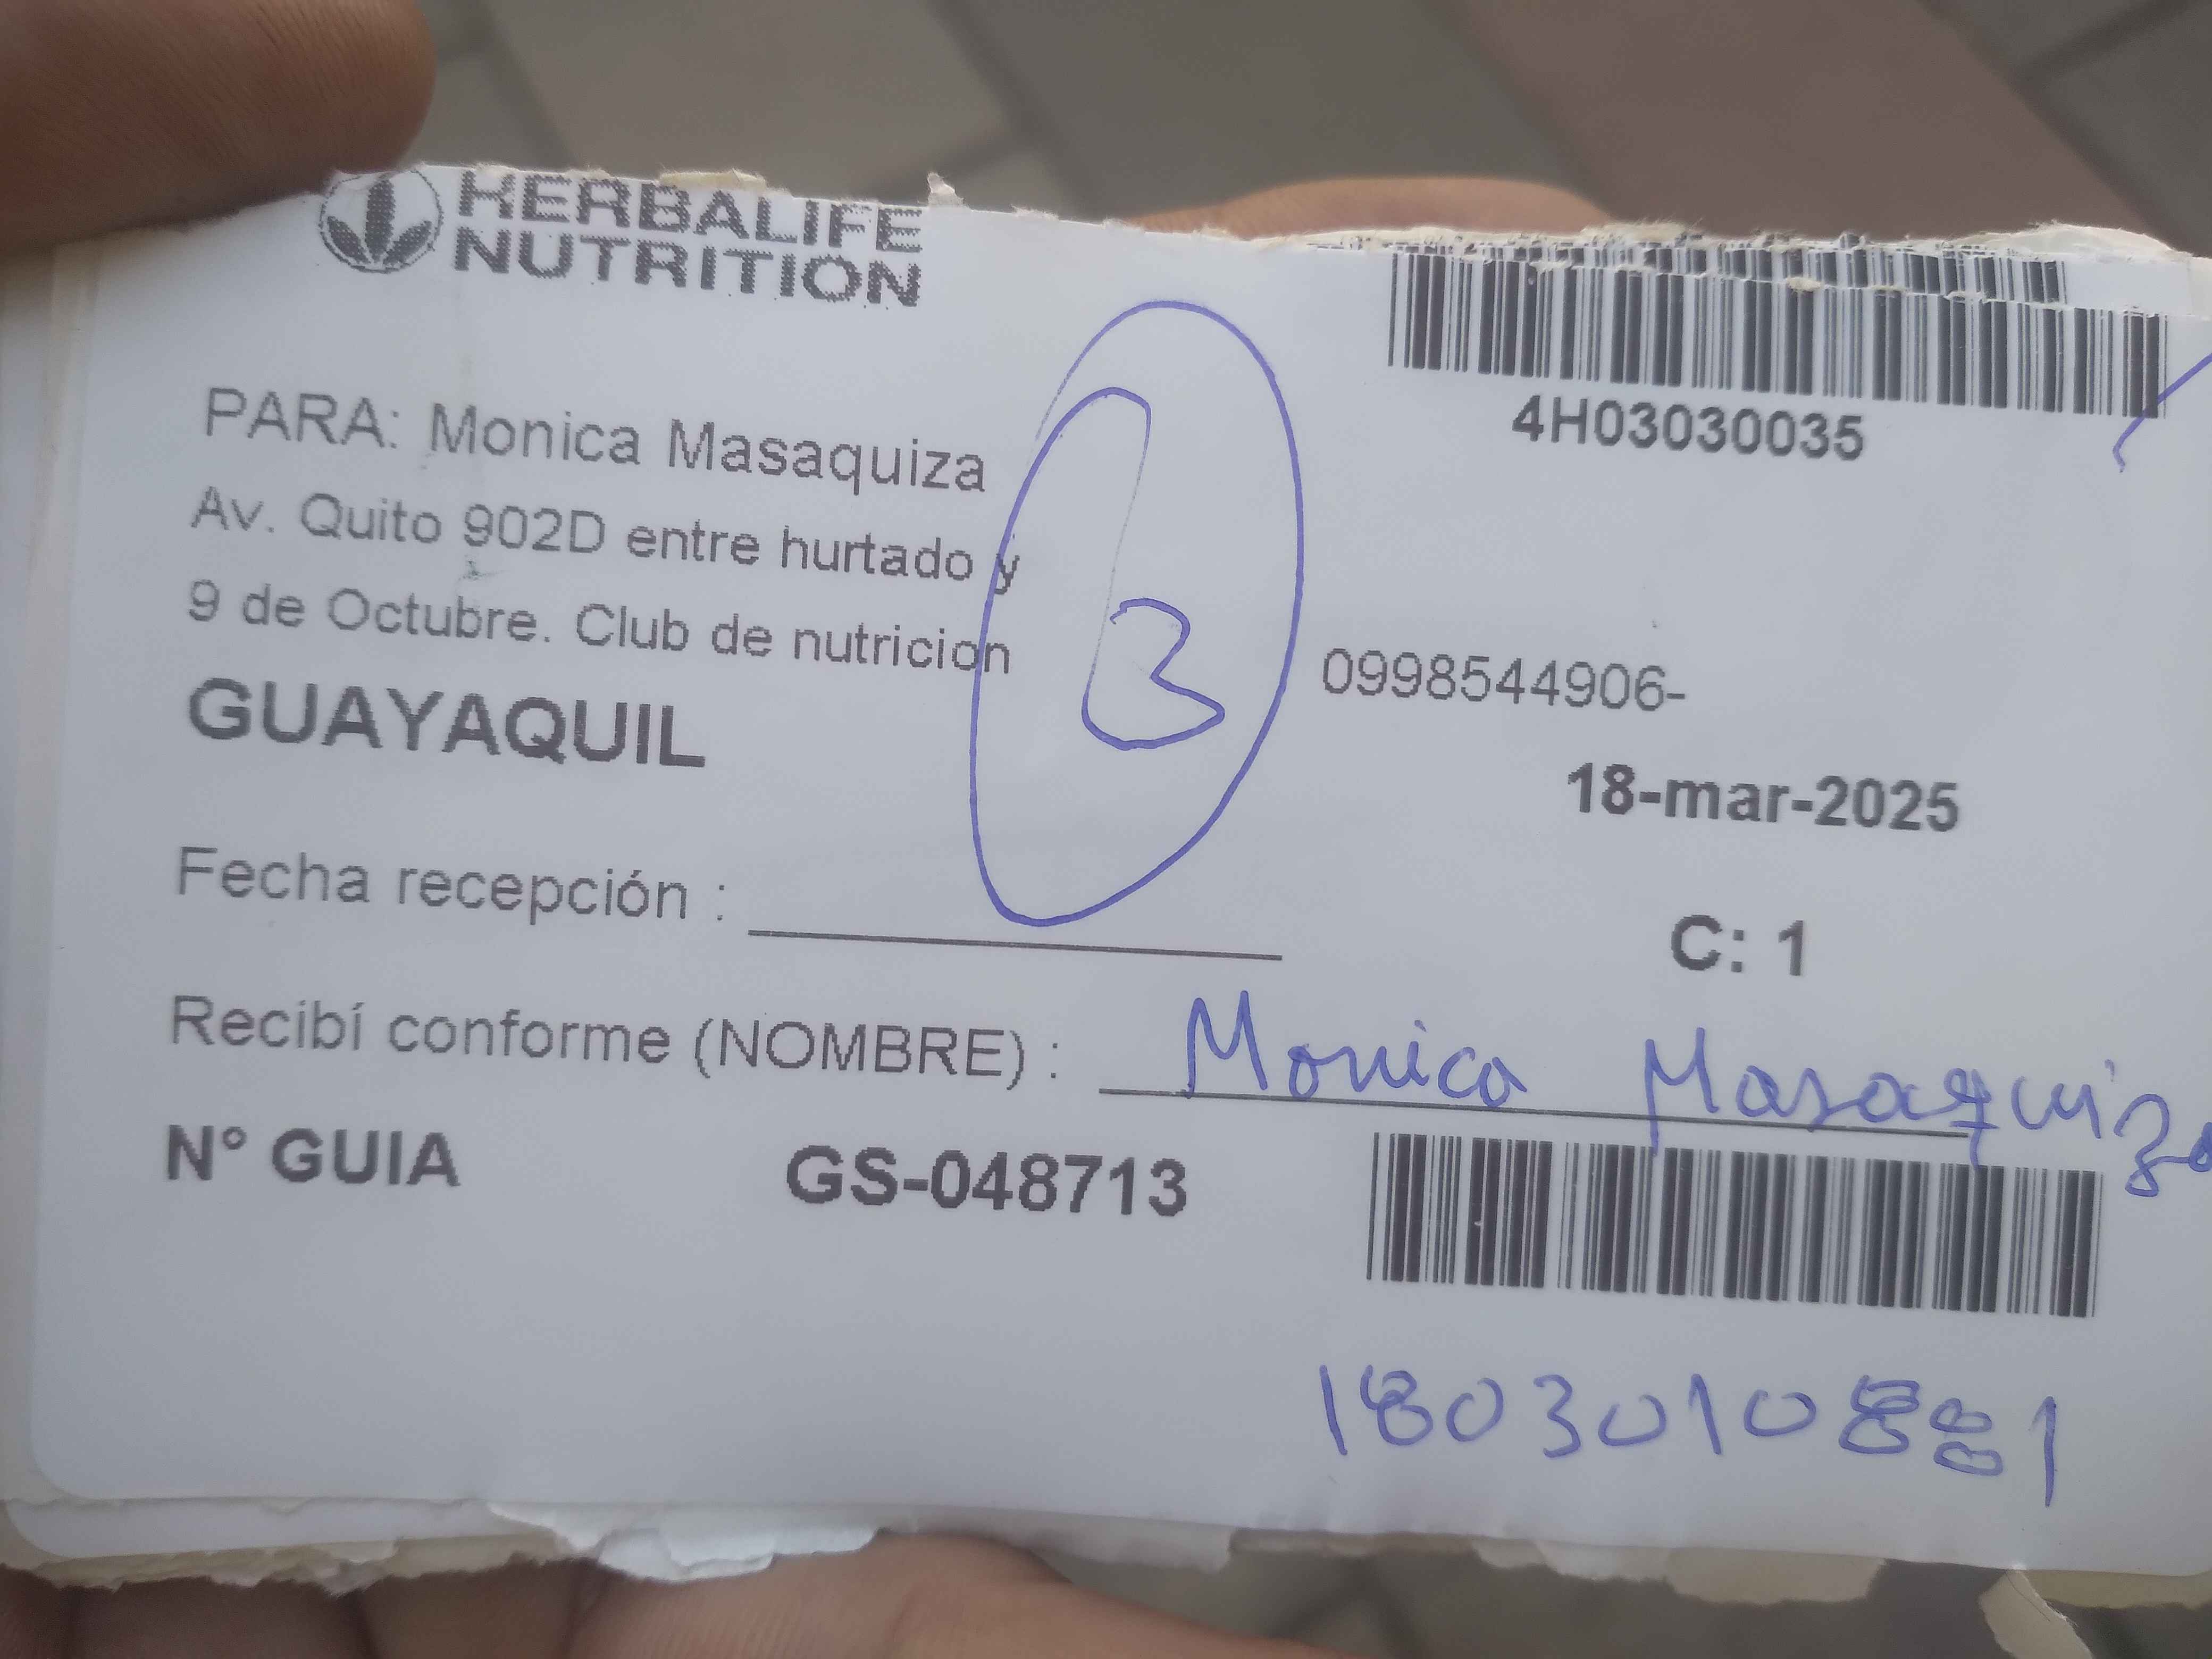 HERBALIFE
NUTRITION
4H03030035
PARA: Monica Masaquiza
Av. Quito 902D entre hurtado y
9 de Octubre. Club de nutricion
GUAYAQUIL
3
0998544906-
18-mar-2025
Fecha recepción :
C: 1
Recibí conforme (NOMBRE) : Monica Masaquiza
N° GUIA GS-048713
1803010881